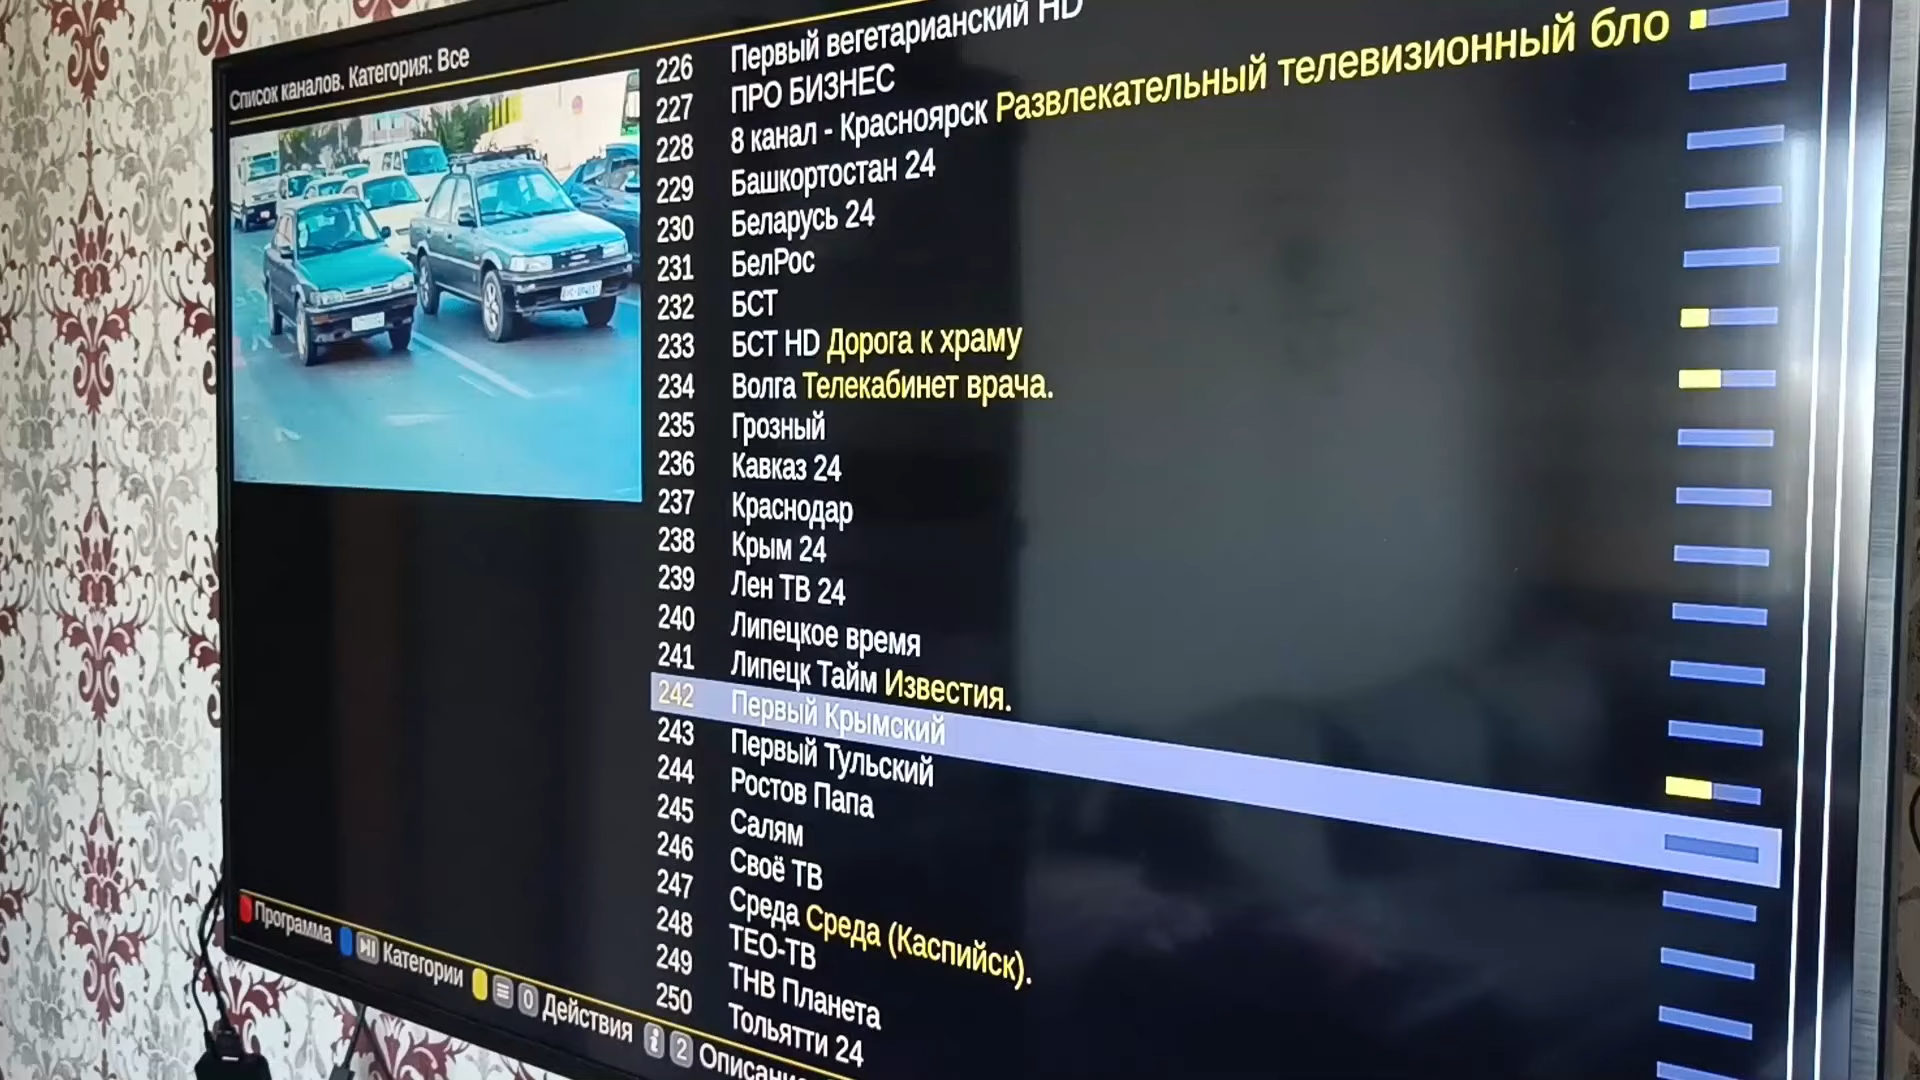 Список каналов. Категория: Все
226 Первый вегетарианский HD
227 ПРО БИЗНЕС
228 8 канал - Красноярск Развлекательный телевизионный бло
229 Башкортостан 24
230 Беларусь 24
231 БелРос
232 БСТ
233 БСТ HD Дорога к храму
234 Волга Телекабинет врача.
235 Грозный
236 Кавказ 24
237 Краснодар
238 Крым 24
239 Лен ТВ 24
240 Липецкое время
241 Липецк Тайм Известия.
242 Первый Крымский
243 Первый Тульский
244 Ростов Папа
245 Салям
246 Своё ТВ
247 Среда Среда (Каспийск).
248 ТЕО-ТВ
249 ТНВ Планета
250 Тольятти 24
Программа Категории 0 Действия i 2 Описани